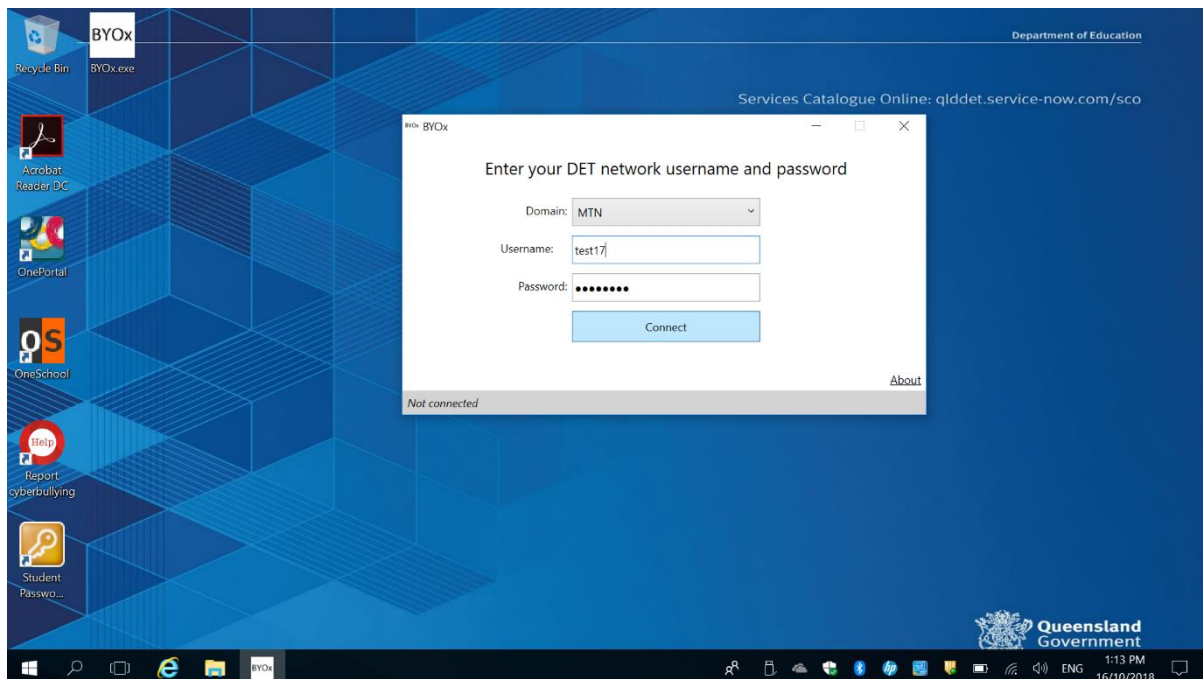 BYOx
Department of Education
Recycle Bin
BYOx.exe
Services Catalogue Online: qlddet.service-now.com/sco
BYOx BYOx
Enter your DET network username and password
Domain: MTN
Username: test17
Password: ●●●●●●●●
Connect
About
Not connected
Acrobat
Reader DC
OnePortal
OS
OneSchool
Help
Report
cyberbullying
Student
Passwo...
Queensland
Government
BYOx
hp
ENG
1:13 PM
16/10/2018